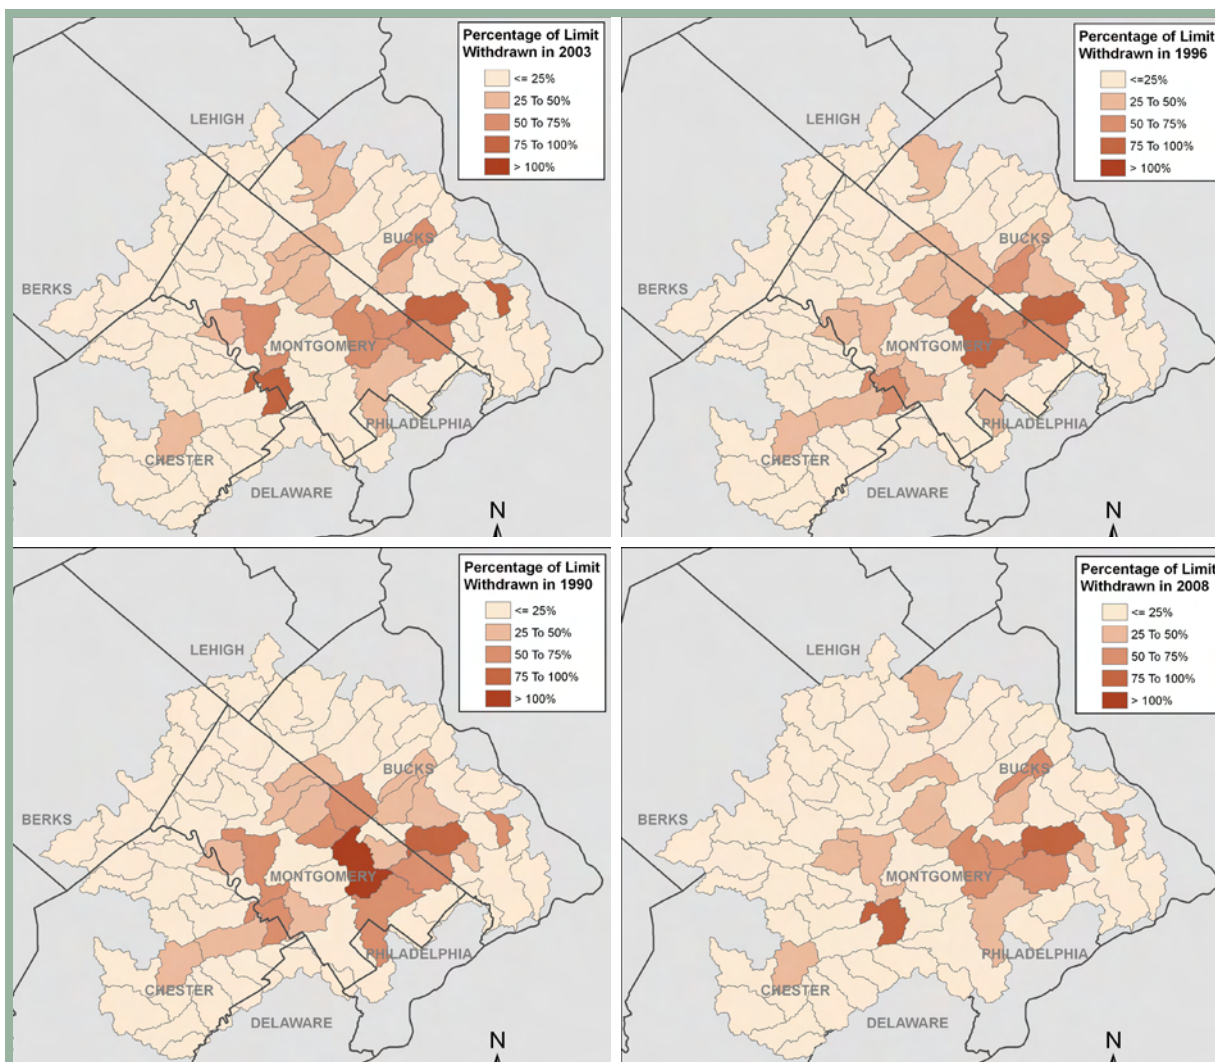 Percentage of Limit
Withdrawn in 2003
<= 25%
25 To 50%
50 To 75%
75 To 100%
> 100%
LEHIGH
BUCKS
BERKS
MONTGOMERY
PHILADELPHIA
CHESTER
DELAWARE
N
Percentage of Limit
Withdrawn in 1996
<=25%
25 To 50%
50 To 75%
75 To 100%
> 100%
LEHIGH
BUCKS
BERKS
MONTGOMERY
PHILADELPHIA
CHESTER
DELAWARE
N
Percentage of Limit
Withdrawn in 1990
<= 25%
25 To 50%
50 To 75%
75 To 100%
> 100%
LEHIGH
BUCKS
BERKS
MONTGOMERY
PHILADELPHIA
CHESTER
DELAWARE
N
Percentage of Limit
Withdrawn in 2008
<= 25%
25 To 50%
50 To 75%
75 To 100%
> 100%
LEHIGH
BUCKS
BERKS
MONTGOMERY
PHILADELPHIA
CHESTER
DELAWARE
N